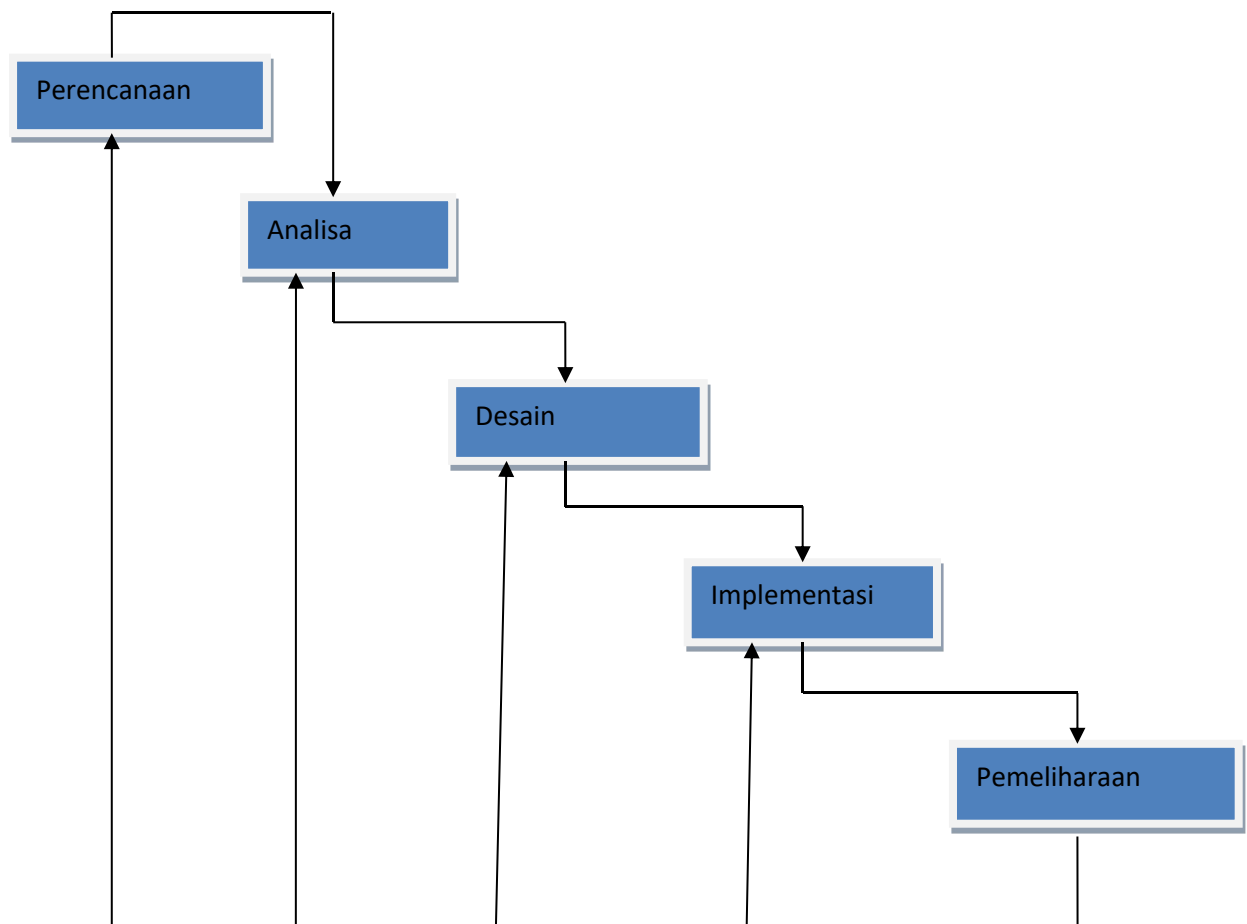 Perencanaan
Analisa
Desain
Implementasi
Pemeliharaan